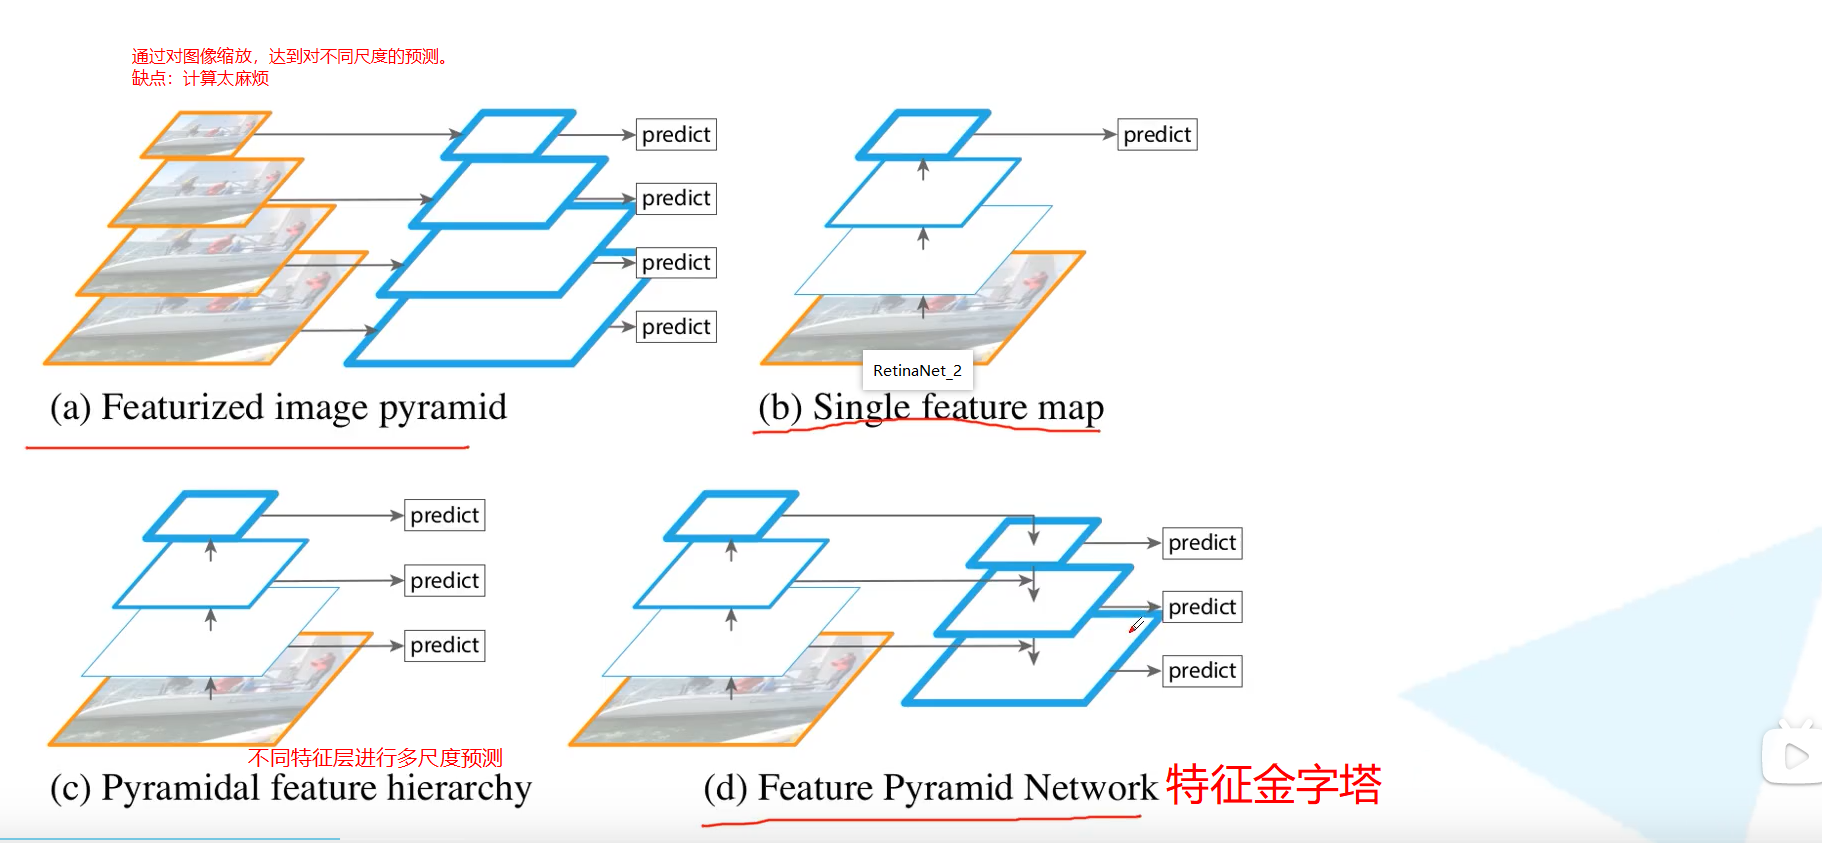 通过对图像缩放，达到对不同尺度的预测。
缺点：计算太麻烦
predict
predict
predict
predict
predict
RetinaNet_2
(a) Featurized image pyramid
(b) Single feature map
predict
predict
predict
predict
predict
predict
不同特征层进行多尺度预测
(c) Pyramidal feature hierarchy
(d) Feature Pyramid Network 特征金字塔